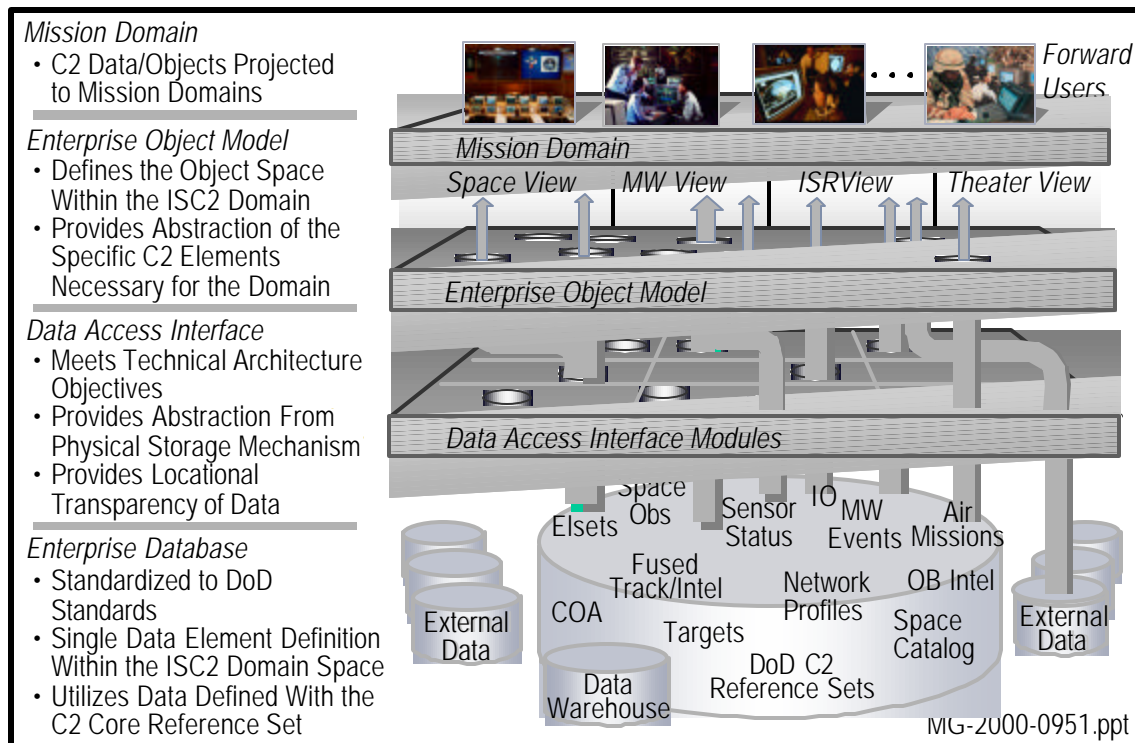 Mission Domain
• C2 Data/Objects Projected
to Mission Domains
Enterprise Object Model
• Defines the Object Space
Within the ISC2 Domain
• Provides Abstraction of the
Specific C2 Elements
Necessary for the Domain
Data Access Interface
• Meets Technical Architecture
Objectives
• Provides Abstraction From
Physical Storage Mechanism
• Provides Locational
Transparency of Data
Enterprise Database
• Standardized to DoD
Standards
• Single Data Element Definition
Within the ISC2 Domain Space
• Utilizes Data Defined With the
C2 Core Reference Set
...
Forward
Users
Mission Domain
Space View
MW View
ISRView
Theater View
Enterprise Object Model
Data Access Interface Modules
Elsets
Space
Obs
Sensor
Status
IO
MW
Events
Air
Missions
Fused
Track/Intel
Network
Profiles
OB Intel
COA
Targets
Space
Catalog
DoD C2
Reference Sets
External
Data
Data
Warehouse
External
Data
MG-2000-0951.ppt